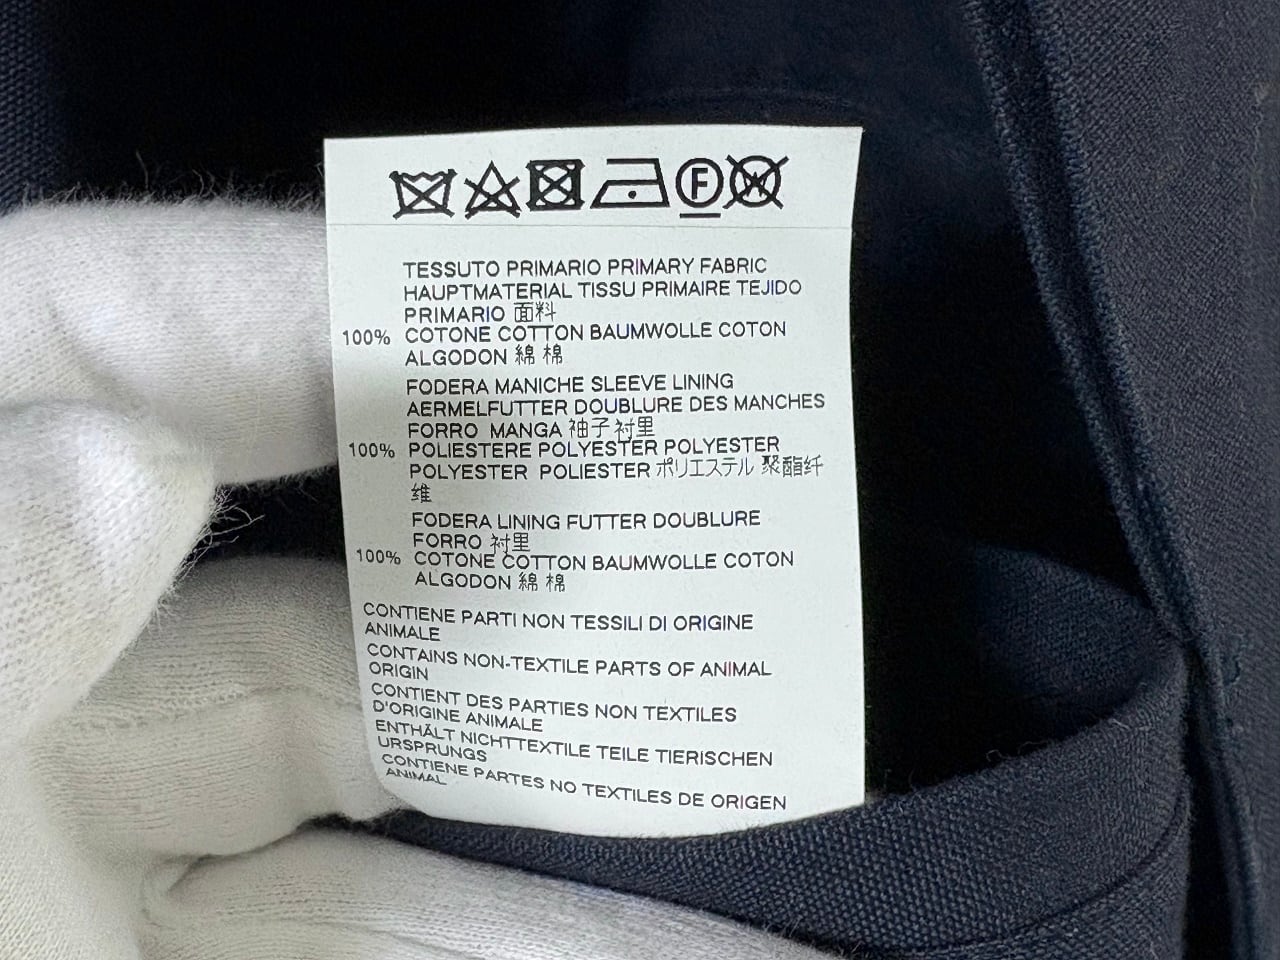 F
W
TESSUTO PRIMARIO PRIMARY FABRIC
HAUPTMATERIAL TISSU PRIMAIRE TEJIDO
PRIMARIO 面料
100% COTONE COTTON BAUMWOLLE COTON
ALGODON 綿 棉
FODERA MANICHE SLEEVE LINING
AERMELFUTTER DOUBLURE DES MANCHES
FORRO MANGA 袖子 衬里
100% POLIESTERE POLYESTER POLYESTER
POLYESTER POLIESTER ポリエステル 聚酯纤
维
FODERA LINING FUTTER DOUBLURE
FORRO 衬里
100% COTONE COTTON BAUMWOLLE COTON
ALGODON 綿 棉
CONTIENE PARTI NON TESSILI DI ORIGINE
ANIMALE
CONTAINS NON-TEXTILE PARTS OF ANIMAL
ORIGIN
CONTIENT DES PARTIES NON TEXTILES
D'ORIGINE ANIMALE
ENTHÄLT NICHTTEXTILE TEILE TIERISCHEN
URSPRUNGS
CONTIENE PARTES NO TEXTILES DE ORIGEN
ANIMAL